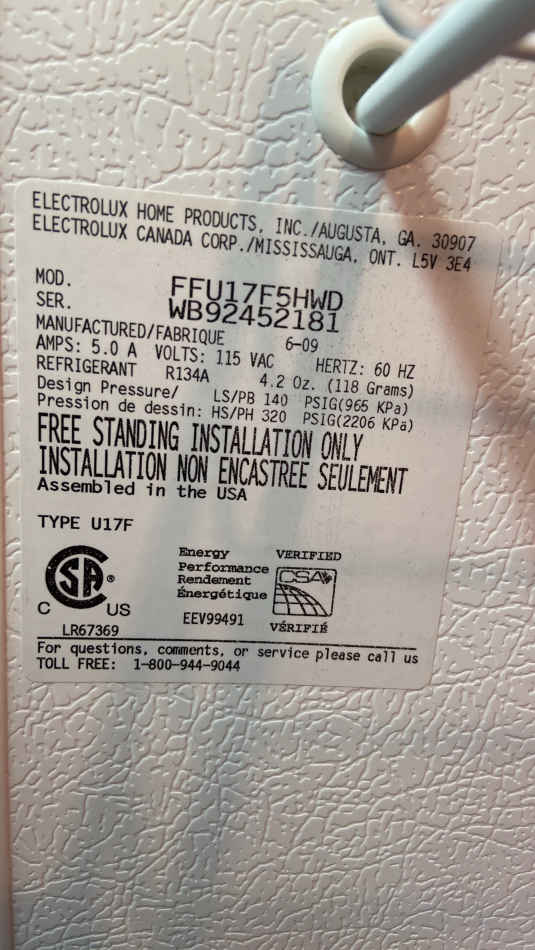 ELECTROLUX HOME PRODUCTS, INC./AUGUSTA, GA. 30907
ELECTROLUX CANADA CORP./MISSISSAUGA, ONT. L5V 3E4
MOD. FFU17F5HWD
SER. WB92452181
MANUFACTURED/FABRIQUE 6-09
AMPS: 5.0 A VOLTS: 115 VAC HERTZ: 60 HZ
REFRIGERANT R134A 4.2 Oz. (118 Grams)
Design Pressure/ LS/PB 140 PSIG(965 KPa)
Pression de dessin: HS/PH 320 PSIG(2206 KPa)
FREE STANDING INSTALLATION ONLY
INSTALLATION NON ENCASTREE SEULEMENT
Assembled in the USA
TYPE U17F
Energy VERIFIED
Performance
Rendement
Énergétique
CSA
SA ®
C US
EEV99491
VÉRIFIÉ
LR67369
For questions, comments, or service please call us
TOLL FREE: 1-800-944-9044